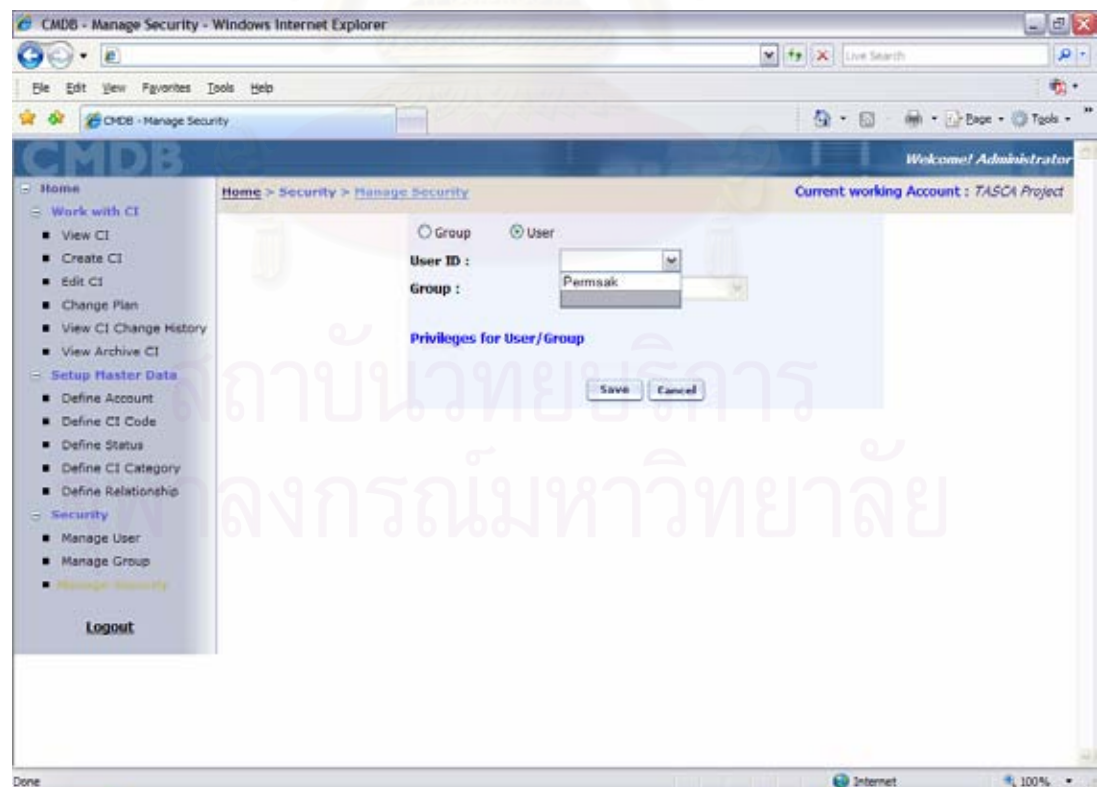 CMDB - Manage Security - Windows Internet Explorer
Live Search
File Edit View Favorites Tools Help
CMDB - Manage Security
Page Tools
CMDB
Welcome! Administrator
Home
Home > Security > Manage Security
Current working Account : TASCA Project
Work with CI
View CI
Create CI
Edit CI
Change Plan
View CI Change History
View Archive CI
Setup Master Data
Define Account
Define CI Code
Define Status
Define CI Category
Define Relationship
Security
Manage User
Manage Group
Manage Security
Logout
Group User
User ID :
Permsak
Group :
Privileges for User/Group
Save Cancel
สถาบันวิทยบริการ
จุฬาลงกรณ์มหาวิทยาลัย
Done
Internet
100%